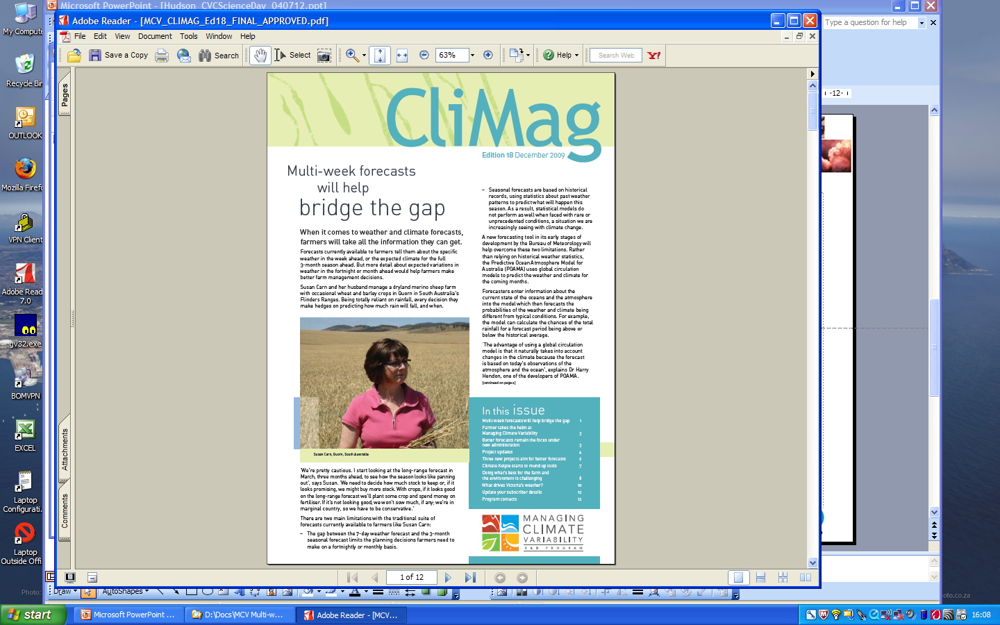 Microsoft PowerPoint - [Hudson_CVCScienceDay_040712.ppt]
Adobe Reader - [MCV_CLIMAG_Ed18_FINAL_APPROVED.pdf]
Type a question for help
File Edit View Document Tools Window Help
Save a Copy
Search
Select
63%
Help
Search Web
Y!
12
My Compute
Recycle Bin
OUTLOOK
Mozilla Firefo
VPN Client
Adobe Read
7.0
gv32.exe
BOMVPN
EXCEL
Laptop
Configurati...
Laptop
Outside Offi...
Pages
Attachments
Comments
CliMag
Edition 18 December 2009
Multi-week forecasts
will help
bridge the gap
When it comes to weather and climate forecasts,
farmers will take all the information they can get.
Forecasts currently available to farmers tell them about the specific
weather in the week ahead, or the expected climate for the full
3-month season ahead. But more detail about expected variations in
weather in the fortnight or month ahead would help farmers make
better farm management decisions.
Susan Carn and her husband manage a dryland merino sheep farm
with occasional wheat and barley crops in Quorn in South Australia's
Flinders Ranges. Being totally reliant on rainfall, every decision they
make hedges on predicting how much rain will fall, and when.
Susan Carn, Quorn, South Australia
'We're pretty cautious. I start looking at the long-range forecast in
March, three months ahead, to see how the season looks like panning
out', says Susan. 'We need to decide how much stock to keep or, if it
looks promising, we might buy more stock. With crops, if it looks good
on the long-range forecast we'll plant some crop and spend money on
fertiliser. If it's not looking good, we won't sow much, if any; we're in
marginal country, so we have to be conservative.'
There are two main limitations with the traditional suite of
forecasts currently available to farmers like Susan Carn:
– The gap between the 7-day weather forecast and the 3-month
seasonal forecast limits the planning decisions farmers need to
make on a fortnightly or monthly basis.
– Seasonal forecasts are based on historical
records, using statistics about past weather
patterns to predict what will happen this
season. As a result, statistical models do
not perform as well when faced with rare or
unprecedented conditions, a situation we are
increasingly seeing with climate change.
A new forecasting tool in its early stages of
development by the Bureau of Meteorology will
help overcome these two limitations. Rather
than relying on historical weather statistics,
the Predictive Ocean Atmosphere Model for
Australia (POAMA) uses global circulation
models to predict the weather and climate for
the coming months.
Forecasters enter information about the
current state of the oceans and the atmosphere
into the model which then forecasts the
probabilities of the weather and climate being
different from typical conditions. For example,
the model can calculate the chances of the total
rainfall for a forecast period being above or
below the historical average.
'The advantage of using a global circulation
model is that it naturally takes into account
changes in the climate because the forecast
is based on today's observations of the
atmosphere and the ocean', explains Dr Harry
Hendon, one of the developers of POAMA.
(continued on page 2)
In this issue
Multi-week forecasts will help bridge the gap 1
Farmer takes the helm at
Managing Climate Variability 3
Better forecasts remain the focus under
new administration 3
Project updates 4
Three new projects aim for better forecasts 6
Climate Kelpie starts to round up tools 7
Doing what's best for the farm and
the environment is challenging 8
What drives Victoria's weather? 10
Update your subscriber details 12
Program contacts 12
MANAGING
CLIMATE
VARIABILITY
R&D PROGRAM
1 of 12
Photo:
oto.co.za
Draw AutoShapes
start
Microsoft PowerPoint ...
D:\Docs\MCV Multi-w...
Adobe Reader - [MCV...
16:08